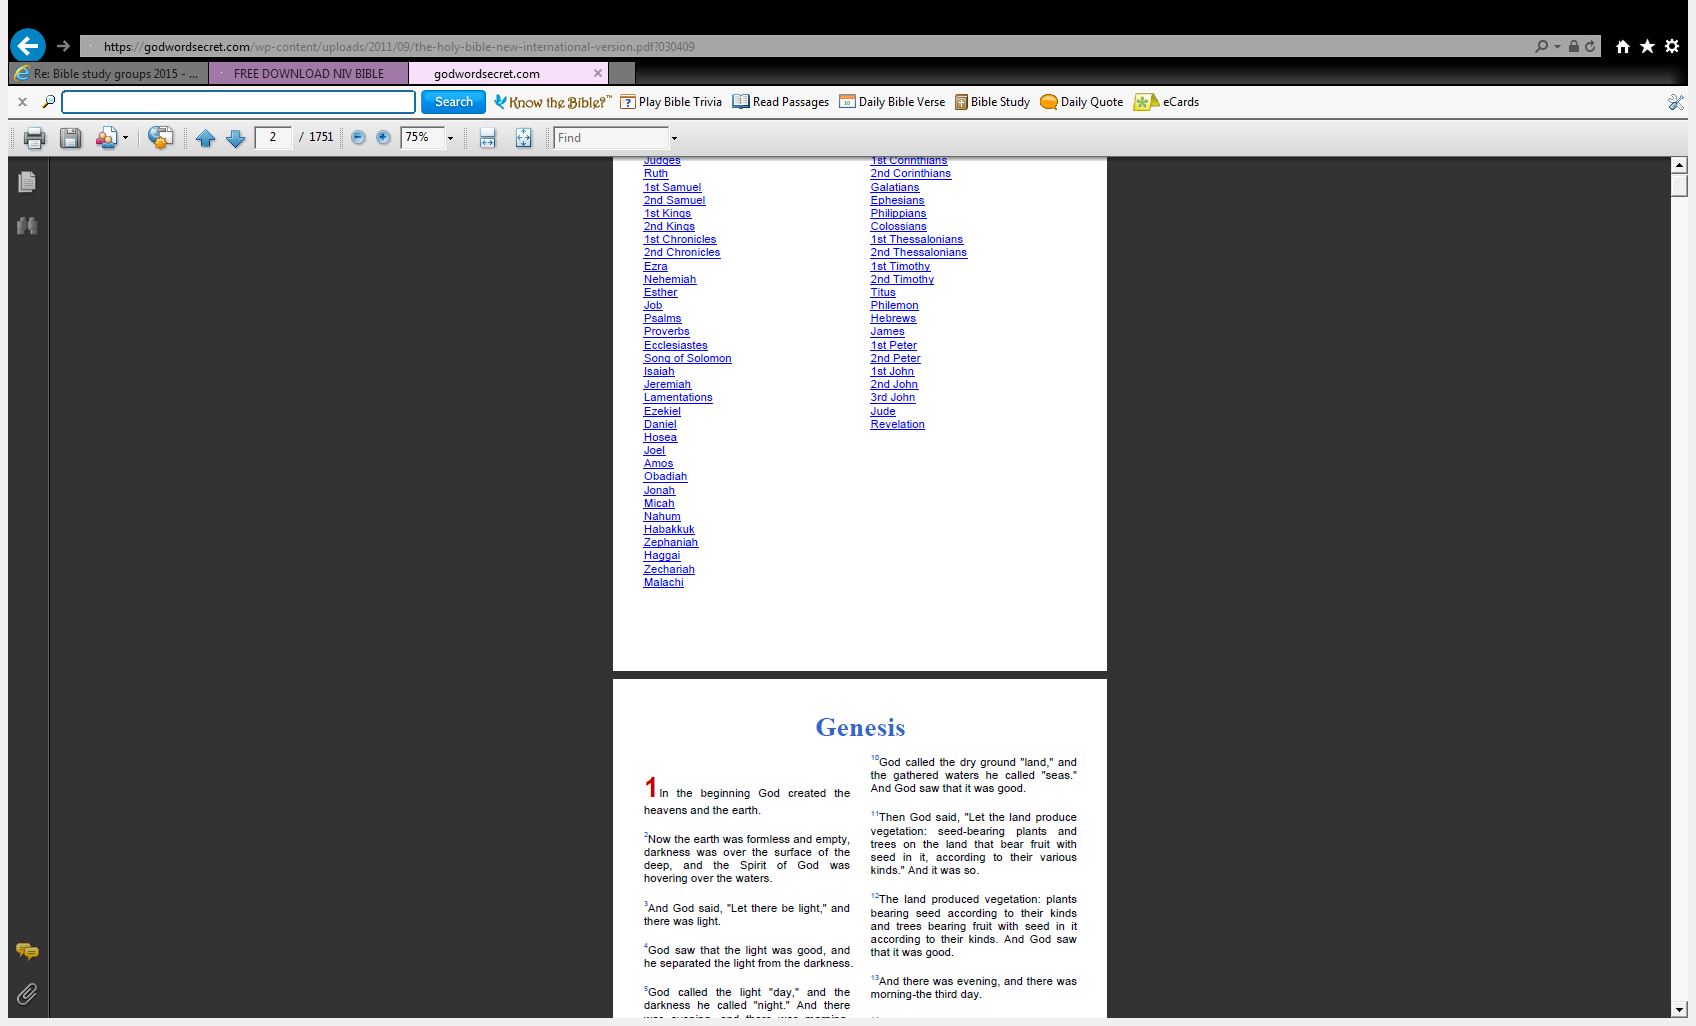 https://godwordsecret.com/wp-content/uploads/2011/09/the-holy-bible-new-international-version.pdf?030409
Re: Bible study groups 2015 - ...
FREE DOWNLOAD NIV BIBLE
godwordsecret.com
Search
Know the Bible?™
Play Bible Trivia
Read Passages
Daily Bible Verse
Bible Study
Daily Quote
eCards
2 / 1751
75%
Find
Judges
Ruth
1st Samuel
2nd Samuel
1st Kings
2nd Kings
1st Chronicles
2nd Chronicles
Ezra
Nehemiah
Esther
Job
Psalms
Proverbs
Ecclesiastes
Song of Solomon
Isaiah
Jeremiah
Lamentations
Ezekiel
Daniel
Hosea
Joel
Amos
Obadiah
Jonah
Micah
Nahum
Habakkuk
Zephaniah
Haggai
Zechariah
Malachi
1st Corinthians
2nd Corinthians
Galatians
Ephesians
Philippians
Colossians
1st Thessalonians
2nd Thessalonians
1st Timothy
2nd Timothy
Titus
Philemon
Hebrews
James
1st Peter
2nd Peter
1st John
2nd John
3rd John
Jude
Revelation
Genesis
1In the beginning God created the
heavens and the earth.
2Now the earth was formless and empty,
darkness was over the surface of the
deep, and the Spirit of God was
hovering over the waters.
3And God said, "Let there be light," and
there was light.
4God saw that the light was good, and
he separated the light from the darkness.
5God called the light "day," and the
darkness he called "night." And there
was evening, and there was morning-
10God called the dry ground "land," and
the gathered waters he called "seas."
And God saw that it was good.
11Then God said, "Let the land produce
vegetation: seed-bearing plants and
trees on the land that bear fruit with
seed in it, according to their various
kinds." And it was so.
12The land produced vegetation: plants
bearing seed according to their kinds
and trees bearing fruit with seed in it
according to their kinds. And God saw
that it was good.
13And there was evening, and there was
morning-the third day.